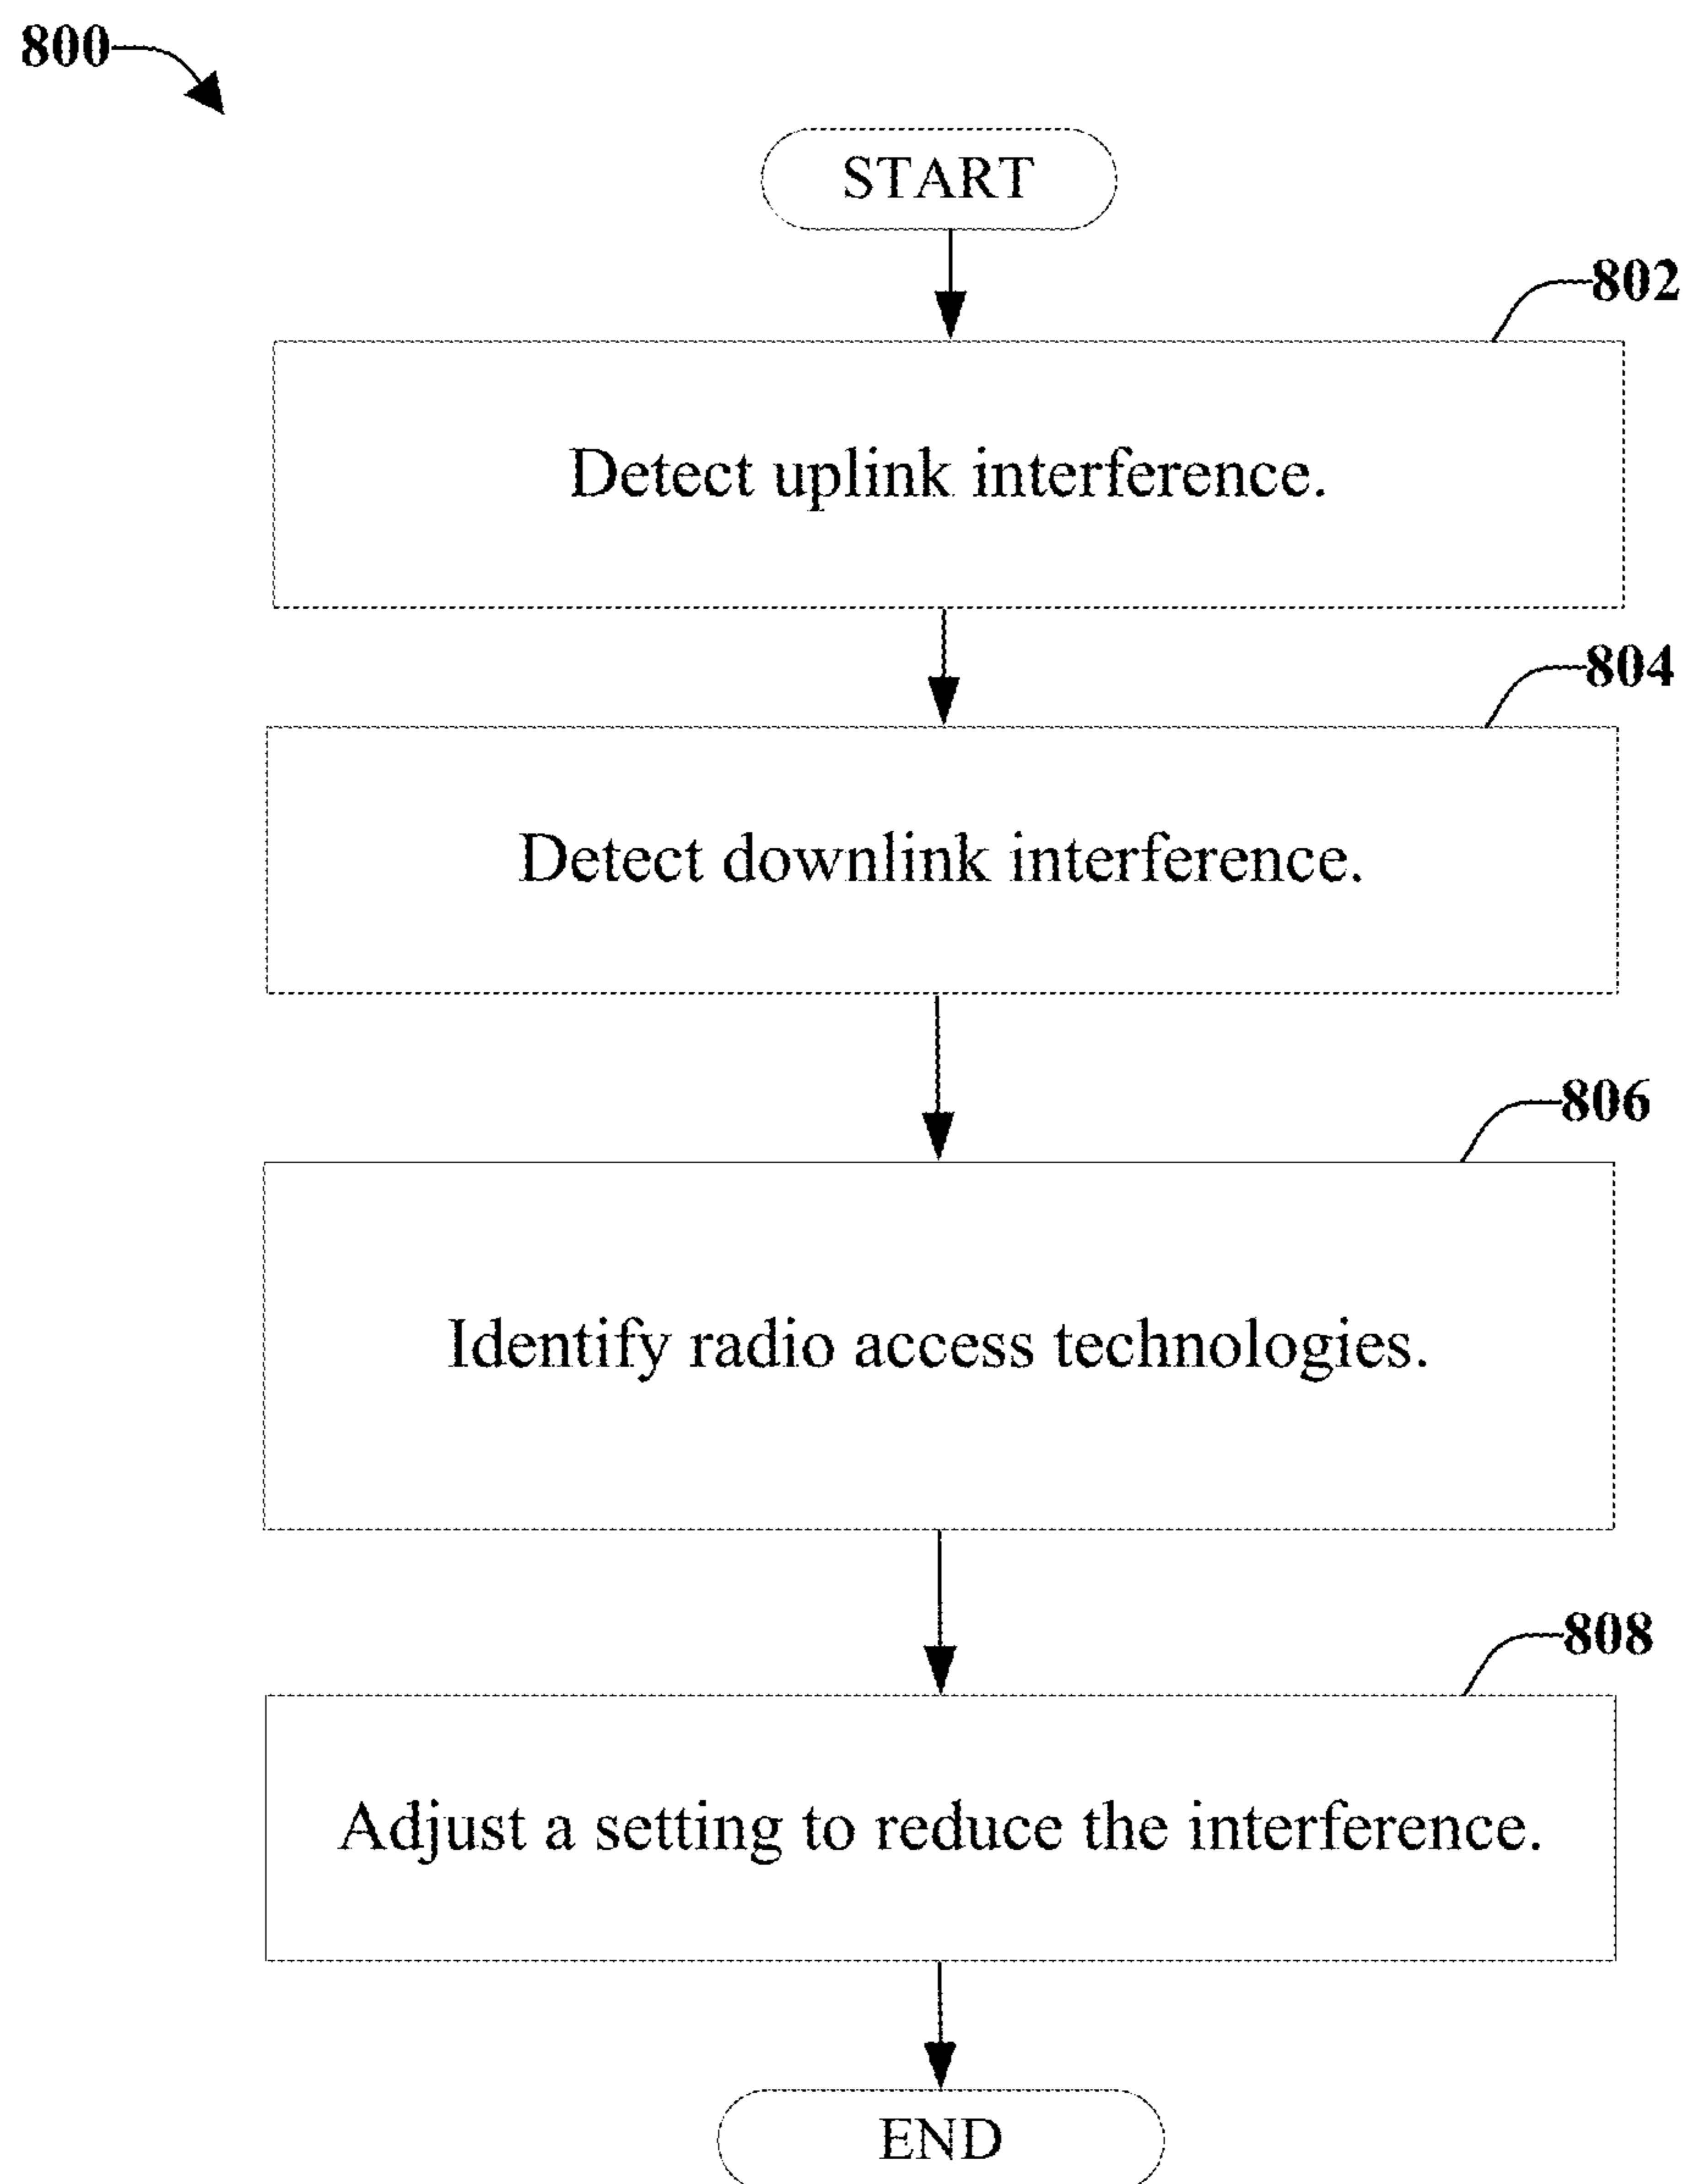 800
START
802
Detect uplink interference.
804
Detect downlink interference.
806
Identify radio access technologies.
808
Adjust a setting to reduce the interference.
END